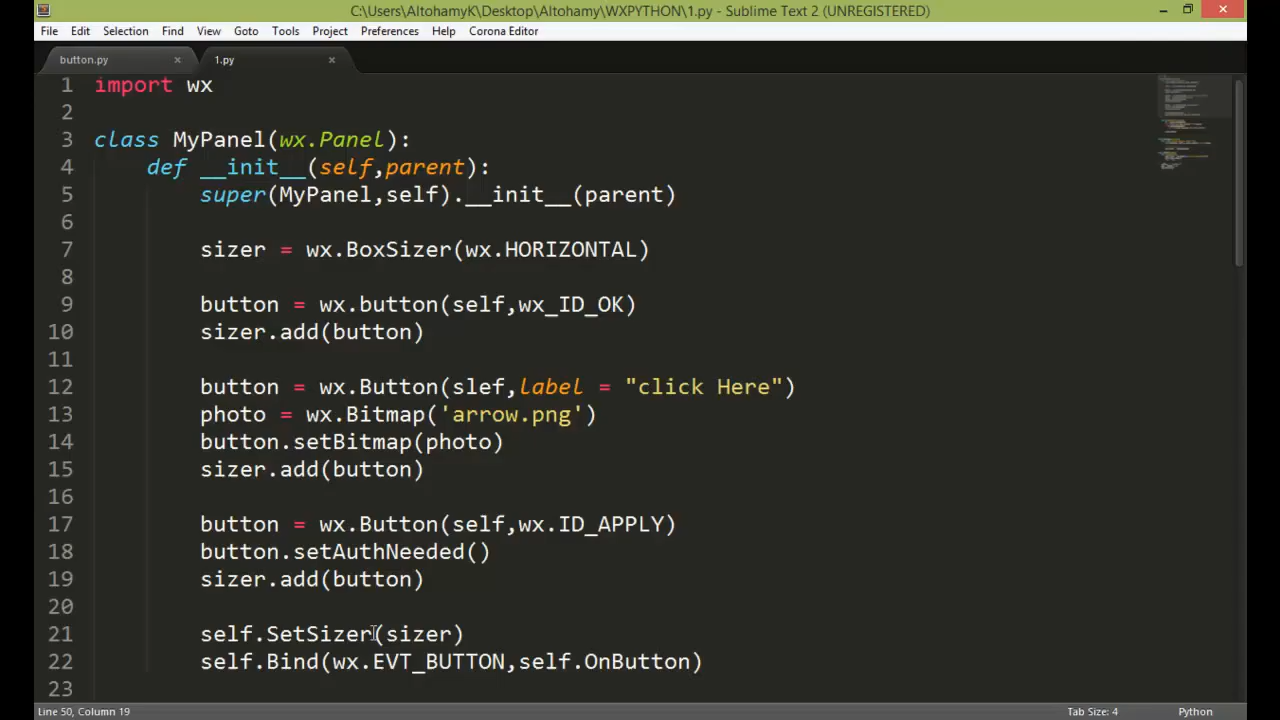 C:\Users\AltohamyK\Desktop\Altohamy\WXPYTHON\1.py - Sublime Text 2 (UNREGISTERED)
File Edit Selection Find View Goto Tools Project Preferences Help Corona Editor
button.py × 1.py ×
1 import wx
2
3 class MyPanel(wx.Panel):
4     def __init__(self,parent):
5         super(MyPanel,self).__init__(parent)
6
7         sizer = wx.BoxSizer(wx.HORIZONTAL)
8
9         button = wx.button(self,wx_ID_OK)
10         sizer.add(button)
11
12         button = wx.Button(slef,label = "click Here")
13         photo = wx.Bitmap('arrow.png')
14         button.setBitmap(photo)
15         sizer.add(button)
16
17         button = wx.Button(self,wx.ID_APPLY)
18         button.setAuthNeeded()
19         sizer.add(button)
20
21         self.SetSizer(sizer)
22         self.Bind(wx.EVT_BUTTON,self.OnButton)
23
Line 50, Column 19 Tab Size: 4 Python